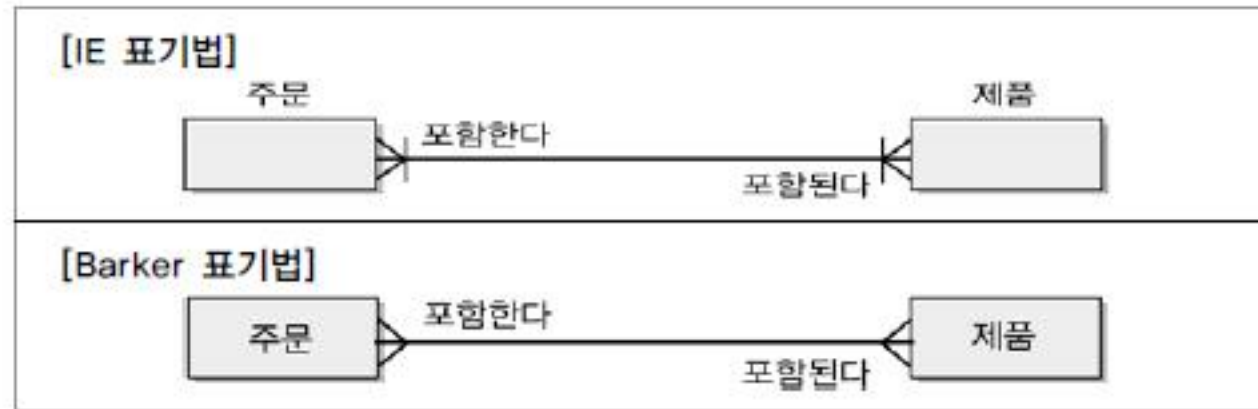 [IE 표기법]
주문 제품
포함한다
포함된다
[Barker 표기법]
주문 포함한다 제품
포함된다